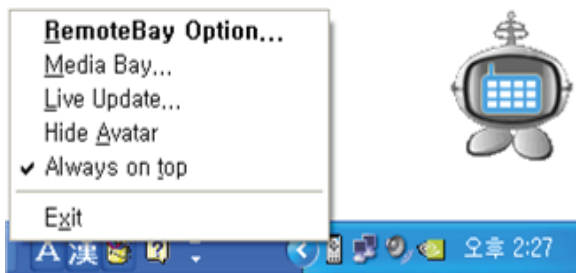 RemoteBay Option...
Media Bay...
Live Update...
Hide Avatar
Always on top
Exit
A 漢 오후 2:27